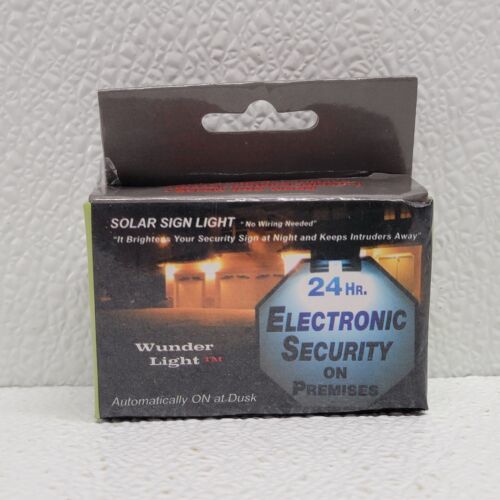 SOLAR SIGN LIGHT "No Wiring Needed"
"It Brightens Your Security Sign at Night and Keeps Intruders Away"
24 HR.
ELECTRONIC
SECURITY
ON
PREMISES
Wunder
Light™
Automatically ON at Dusk